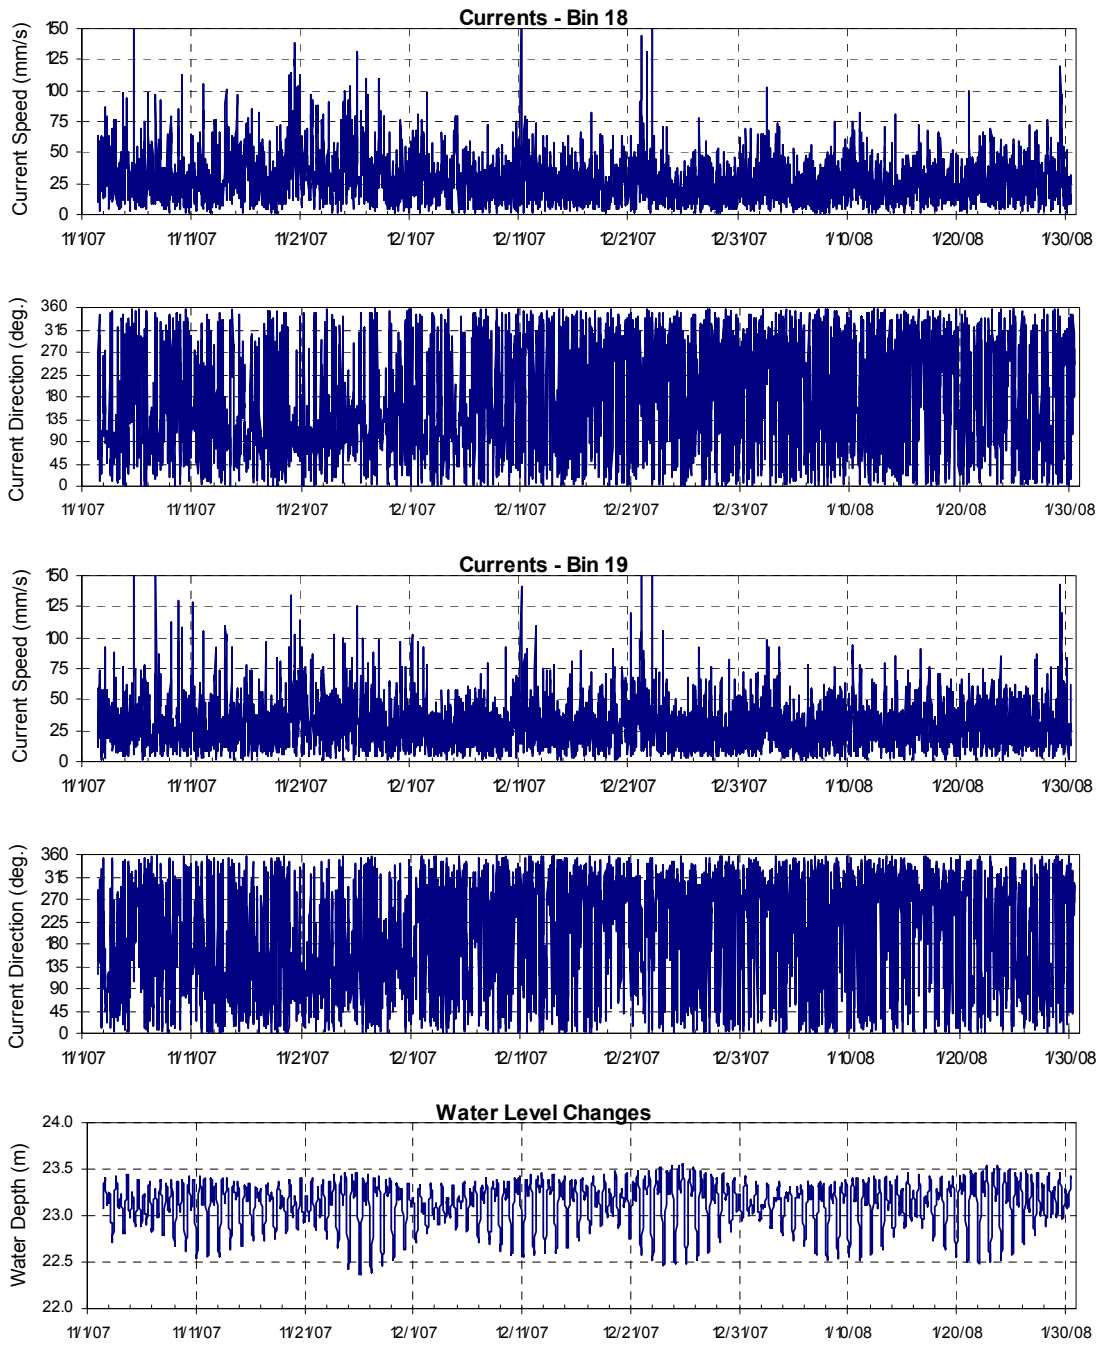 Currents - Bin 18
Current Speed (mm/s)
150
125
100
75
50
25
0
11/1/07 11/11/07 11/21/07 12/1/07 12/11/07 12/21/07 12/31/07 1/10/08 1/20/08 1/30/08
Current Direction (deg.)
360
315
270
225
180
135
90
45
0
11/1/07 11/11/07 11/21/07 12/1/07 12/11/07 12/21/07 12/31/07 1/10/08 1/20/08 1/30/08
Currents - Bin 19
Current Speed (mm/s)
150
125
100
75
50
25
0
11/1/07 11/11/07 11/21/07 12/1/07 12/11/07 12/21/07 12/31/07 1/10/08 1/20/08 1/30/08
Current Direction (deg.)
360
315
270
225
180
135
90
45
0
11/1/07 11/11/07 11/21/07 12/1/07 12/11/07 12/21/07 12/31/07 1/10/08 1/20/08 1/30/08
Water Level Changes
Water Depth (m)
24.0
23.5
23.0
22.5
22.0
11/1/07 11/11/07 11/21/07 12/1/07 12/11/07 12/21/07 12/31/07 1/10/08 1/20/08 1/30/08